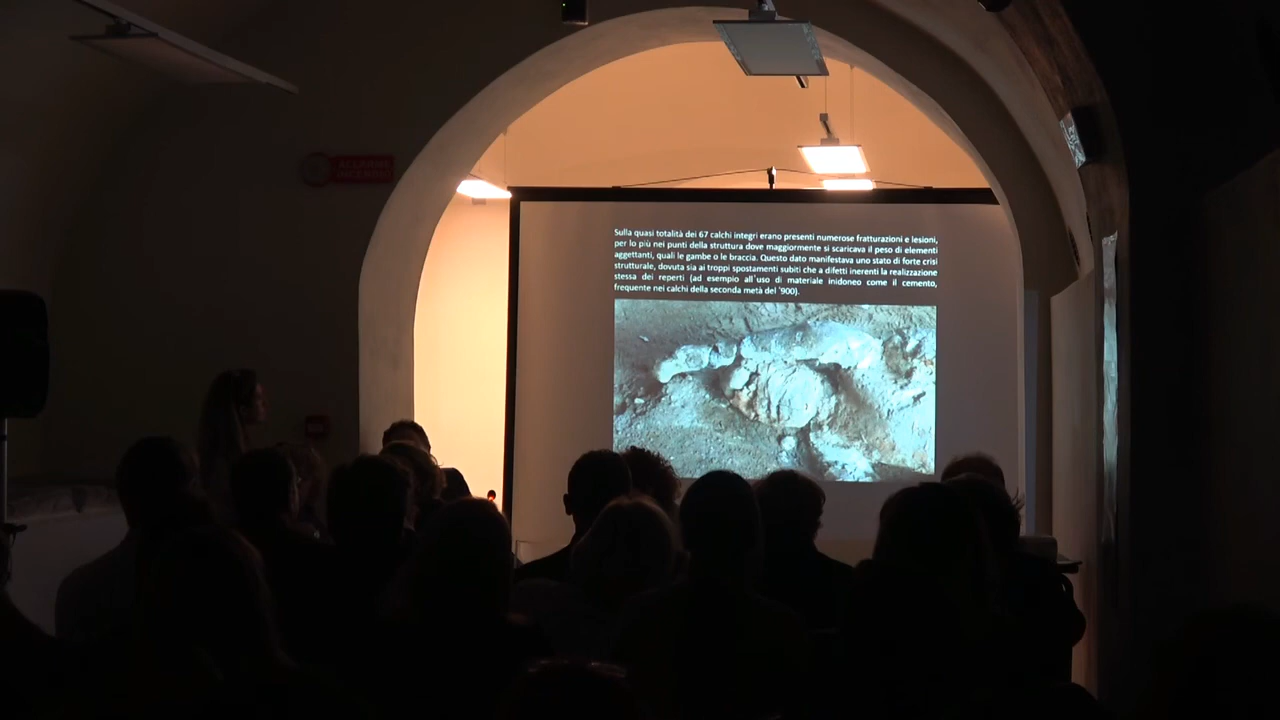 ALLARME
INCENDIO
Sulla quasi totalità dei 67 calchi integri erano presenti numerose fratturazioni e lesioni,
per lo più nei punti della struttura dove maggiormente si scaricava il peso di elementi
aggettanti, quali le gambe o le braccia. Questo dato manifestava uno stato di forte crisi
strutturale, dovuta sia ai troppi spostamenti subiti che a difetti inerenti la realizzazione
stessa dei reperti (ad esempio all'uso di materiale inidoneo come il cemento,
frequente nei calchi della seconda metà del '900).